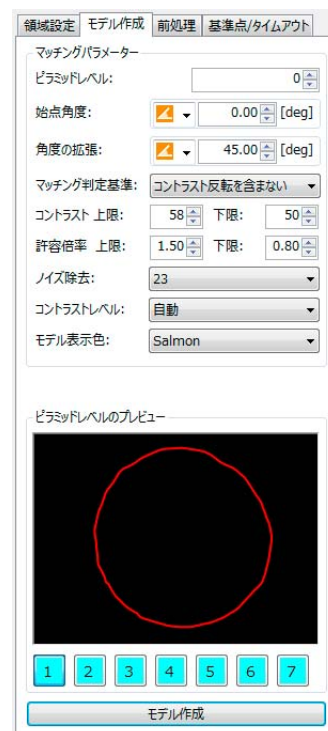 領域設定 モデル作成 前処理 基準点/タイムアウト
マッチングパラメーター
ピラミッドレベル: 0
始点角度: 0.00 [deg]
角度の拡張: 45.00 [deg]
マッチング判定基準: コントラスト反転を含まない
コントラスト 上限: 58 下限: 50
許容倍率 上限: 1.50 下限: 0.80
ノイズ除去: 23
コントラストレベル: 自動
モデル表示色: Salmon
ピラミッドレベルのプレビュー
1 2 3 4 5 6 7
モデル作成